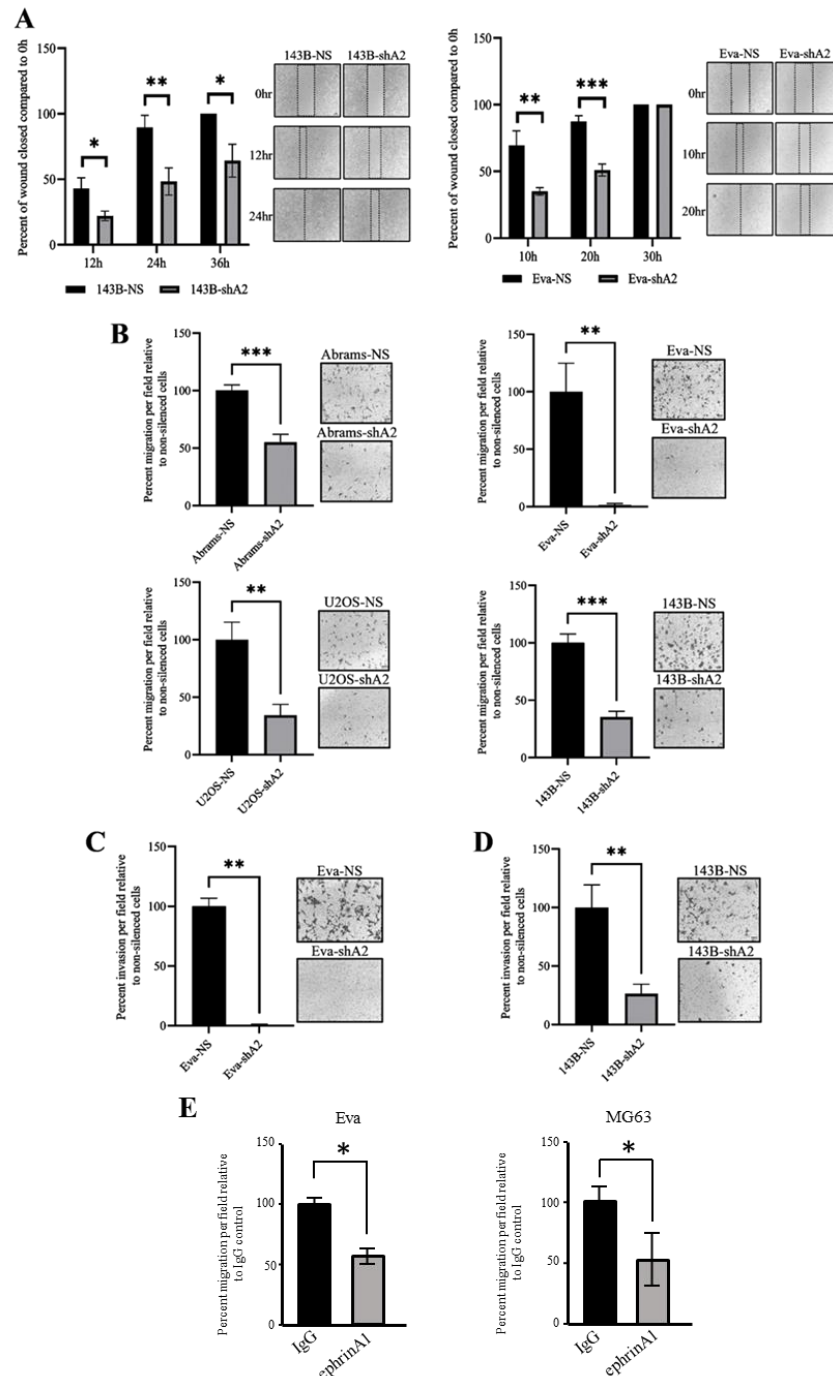 A
Percent of wound closed compared to 0h
150
100
50
0
* ** *
12h 24h 36h
143B-NS 143B-shA2
143B-NS 143B-shA2
0hr
12hr
24hr
Percent of wound closed compared to 0h
150
100
50
0
** ***
10h 20h 30h
Eva-NS Eva-shA2
Eva-NS Eva-shA2
0hr
10hr
20hr
B
Percent migration per field relative
to non-silenced cells
150
100
50
0
***
Abrams-NS
Abrams-shA2
Abrams-NS
Abrams-shA2
Percent migration per field relative
to non-silenced cells
150
100
50
0
**
Eva-NS
Eva-shA2
Eva-NS
Eva-shA2
Percent migration per field relative
to non-silenced cells
150
100
50
0
**
U2OS-NS
U2OS-shA2
U2OS-NS
U2OS-shA2
Percent migration per field relative
to non-silenced cells
150
100
50
0
***
143B-NS
143B-shA2
143B-NS
143B-shA2
C
Percent invasion per field relative
to non-silenced cells
150
100
50
0
**
Eva-NS
Eva-shA2
Eva-NS
Eva-shA2
D
Percent invasion per field relative
to non-silenced cells
150
100
50
0
**
143B-NS
143B-shA2
143B-NS
143B-shA2
E
Eva
Percent migration per field relative
to IgG control
150
100
50
0
*
IgG
ephrinA1
MG63
Percent migration per field relative
to IgG control
150
100
50
0
*
IgG
ephrinA1